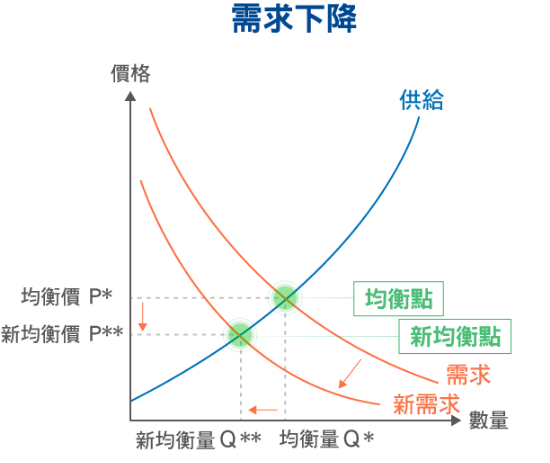 需求下降
價格
供給
均衡價 P*
均衡點
新均衡價 P**
新均衡點
需求
新需求
數量
新均衡量 Q**
均衡量 Q*